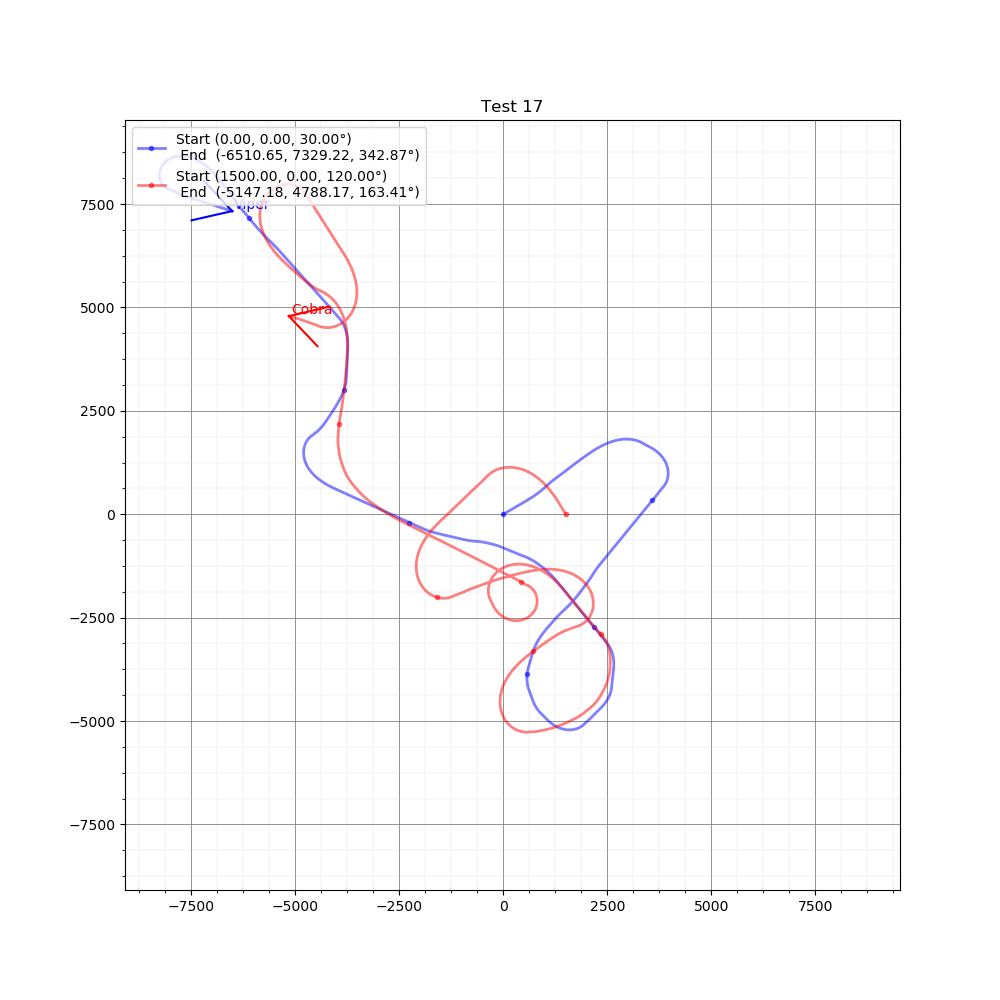 Test 17
Start (0.00, 0.00, 30.00°)
End (-6510.65, 7329.22, 342.87°)
Start (1500.00, 0.00, 120.00°)
End (-5147.18, 4788.17, 163.41°)
Viper
Cobra
7500
5000
2500
0
−2500
−5000
−7500
−7500 −5000 −2500 0 2500 5000 7500